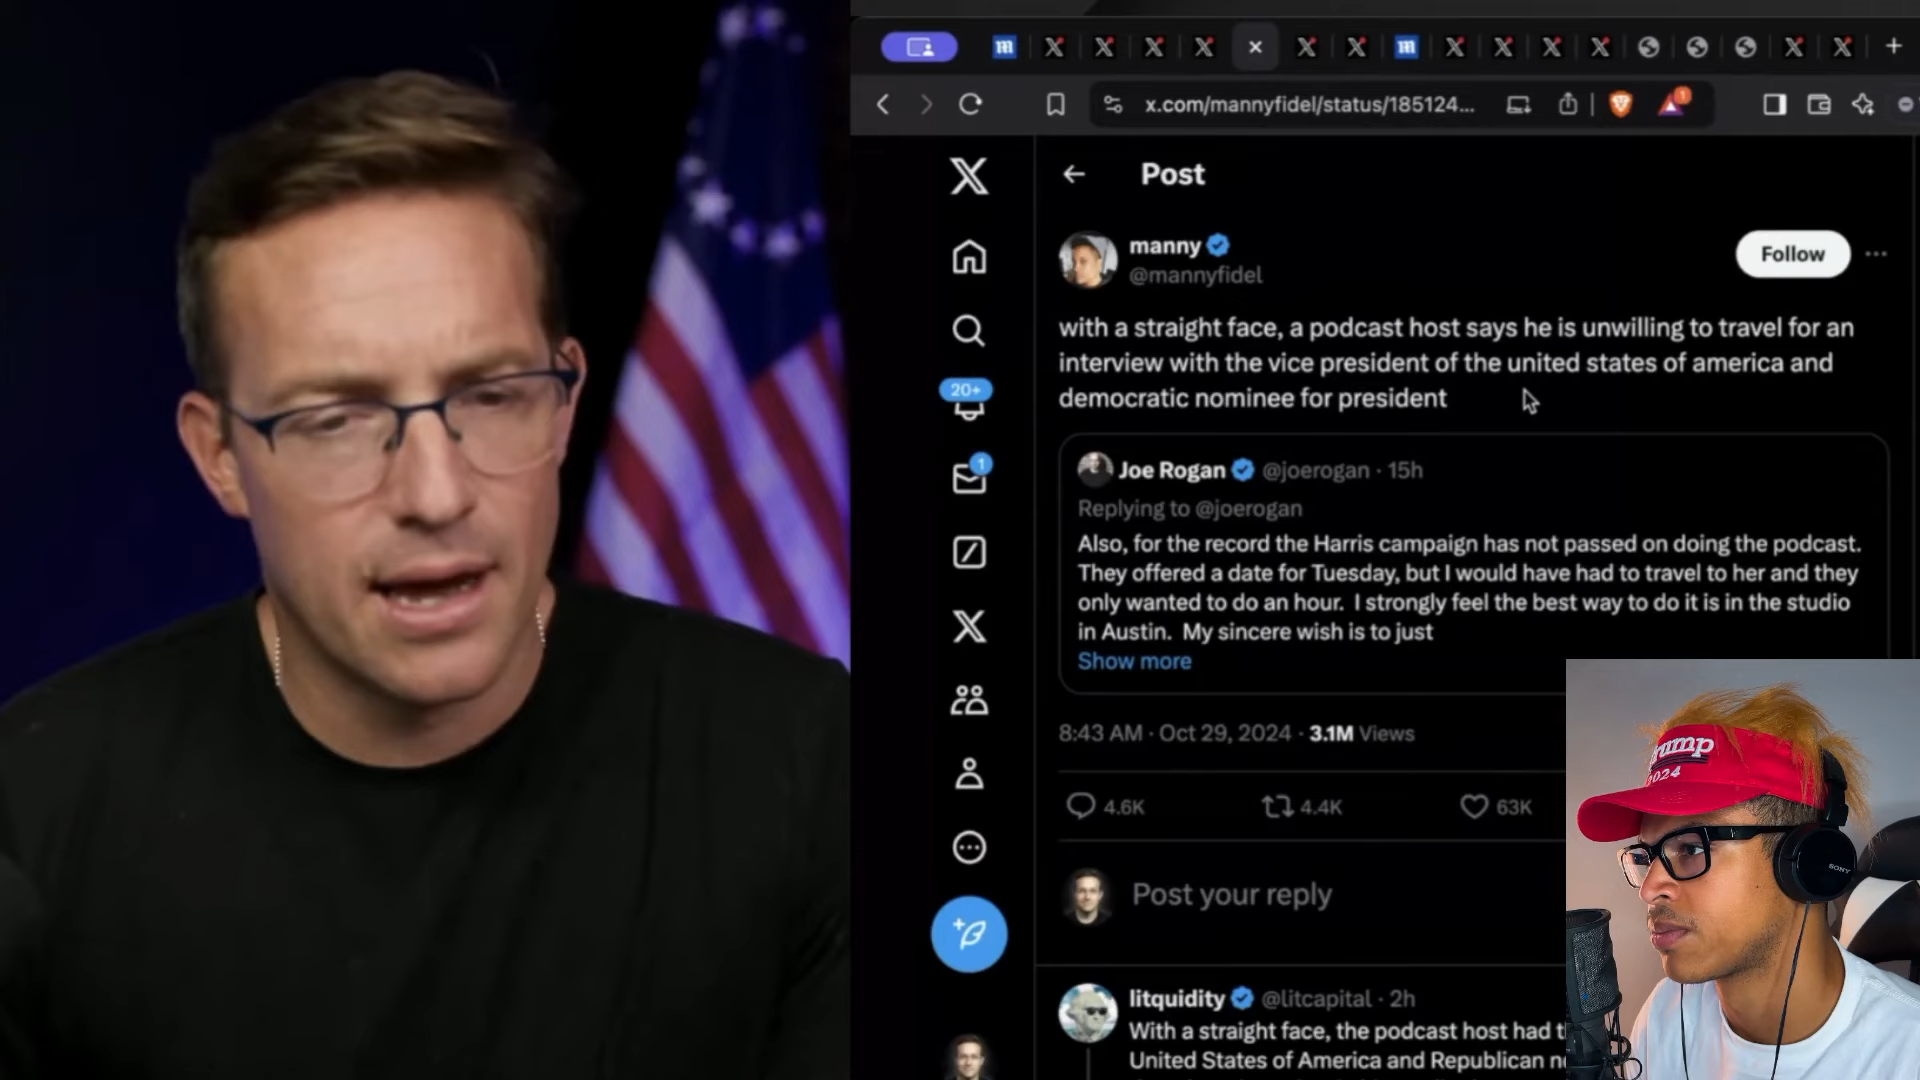 x.com/mannyfidel/status/185124...
Post
manny
@mannyfidel
Follow
with a straight face, a podcast host says he is unwilling to travel for an
interview with the vice president of the united states of america and
democratic nominee for president
20+
1
1
Joe Rogan @joerogan · 15h
Replying to @joerogan
Also, for the record the Harris campaign has not passed on doing the podcast.
They offered a date for Tuesday, but I would have had to travel to her and they
only wanted to do an hour. I strongly feel the best way to do it is in the studio
in Austin. My sincere wish is to just
Show more
8:43 AM · Oct 29, 2024 · 3.1M Views
4.6K 4.4K 63K
Post your reply
litquidity @litcapital · 2h
With a straight face, the podcast host had
United States of America and Republican
rump
2024
SONY